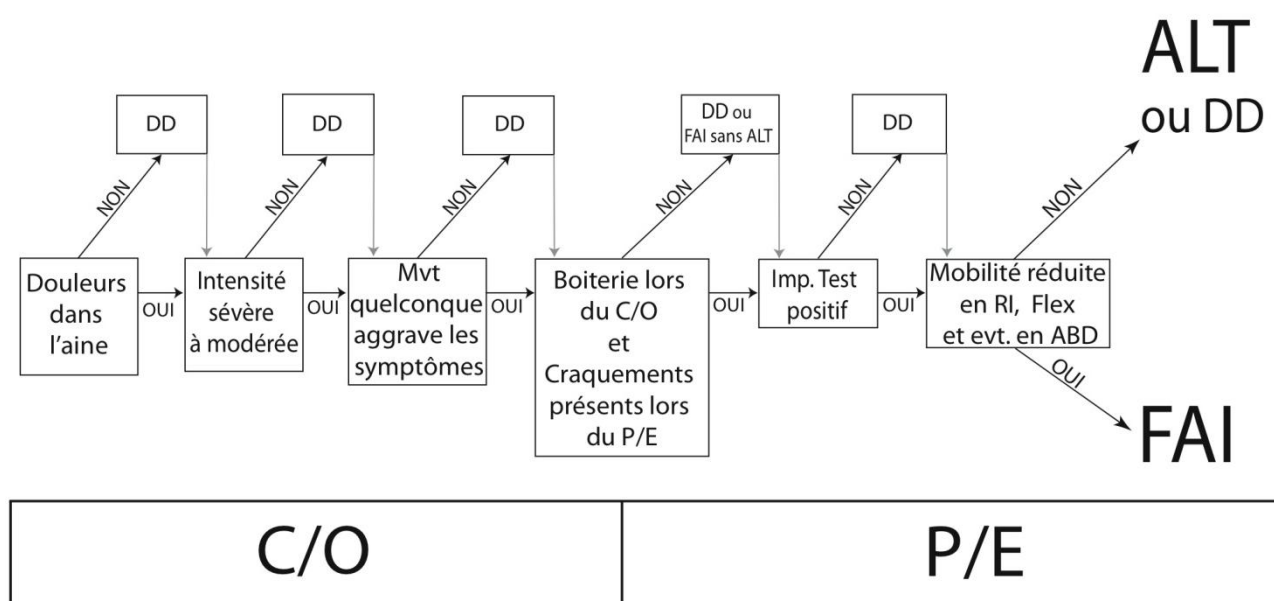 ALT
ou DD
DD
DD
DD
DD ou
FAI sans ALT
DD
NON
NON
NON
NON
NON
NON
Douleurs
dans
l'aine
OUI
Intensité
sévère
à modérée
OUI
Mvt
quelconque
aggrave les
symptômes
OUI
Boiterie lors
du C/O
et
Craquements
présents lors
du P/E
OUI
Imp. Test
positif
OUI
Mobilité réduite
en RI, Flex
et evt. en ABD
OUI
FAI
C/O
P/E